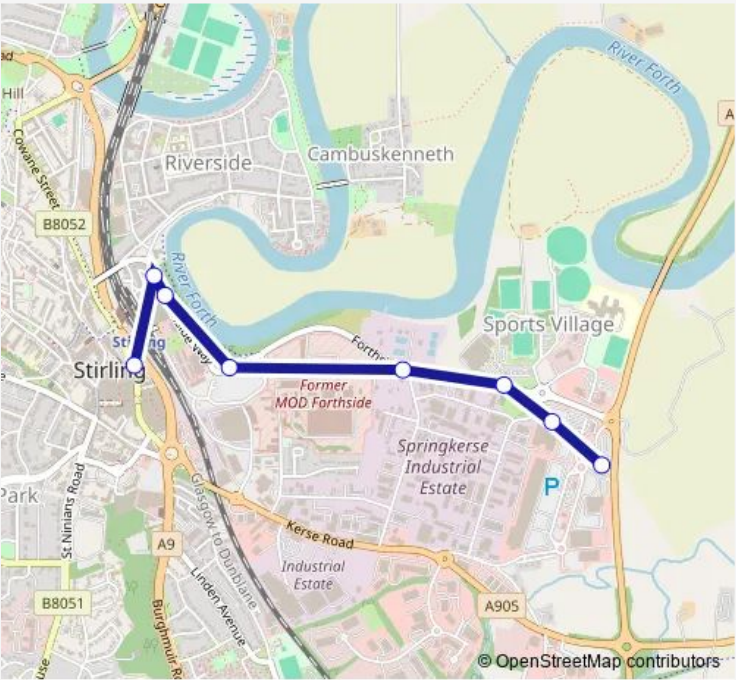 River Forth
Hill
Cowane Street
Riverside
Cambuskenneth
A
B8052
River Forth
Stirling
Sports Village
Stirling
Former
MOD Forthside
Springkerse
Industrial
Estate
Park
St.Ninians Road
Glasgow to Dunblane
P
A9
Kerse Road
Linden Avenue
Industrial
Estate
B8051
A905
© OpenStreetMap contributors